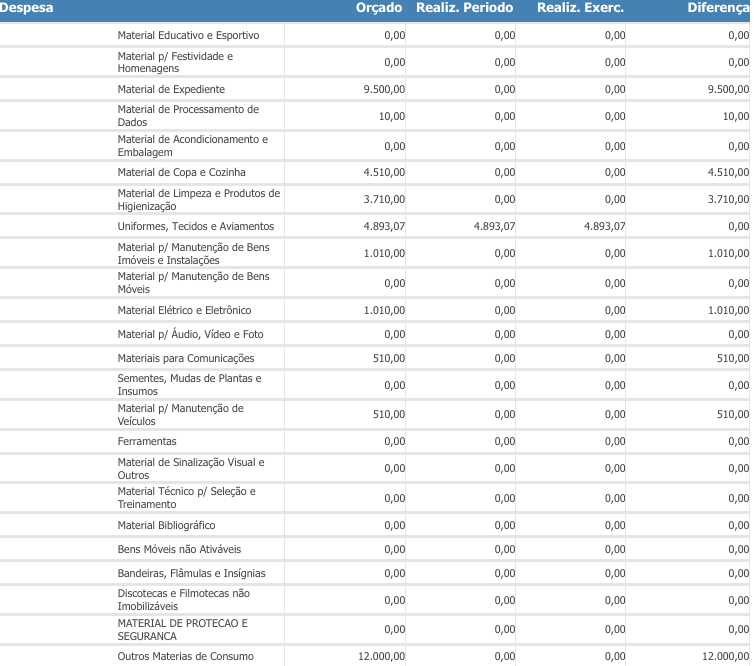 Despesa Orçado Realiz. Periodo Realiz. Exerc. Diferença
Material Educativo e Esportivo 0,00 0,00 0,00 0,00
Material p/ Festividade e
Homenagens 0,00 0,00 0,00 0,00
Material de Expediente 9.500,00 0,00 0,00 9.500,00
Material de Processamento de
Dados 10,00 0,00 0,00 10,00
Material de Acondicionamento e
Embalagem 0,00 0,00 0,00 0,00
Material de Copa e Cozinha 4.510,00 0,00 0,00 4.510,00
Material de Limpeza e Produtos de
Higienização 3.710,00 0,00 0,00 3.710,00
Uniformes, Tecidos e Aviamentos 4.893,07 4.893,07 4.893,07 0,00
Material p/ Manutenção de Bens
Imóveis e Instalações 1.010,00 0,00 0,00 1.010,00
Material p/ Manutenção de Bens
Móveis 0,00 0,00 0,00 0,00
Material Elétrico e Eletrônico 1.010,00 0,00 0,00 1.010,00
Material p/ Áudio, Vídeo e Foto 0,00 0,00 0,00 0,00
Materiais para Comunicações 510,00 0,00 0,00 510,00
Sementes, Mudas de Plantas e
Insumos 0,00 0,00 0,00 0,00
Material p/ Manutenção de
Veículos 510,00 0,00 0,00 510,00
Ferramentas 0,00 0,00 0,00 0,00
Material de Sinalização Visual e
Outros 0,00 0,00 0,00 0,00
Material Técnico p/ Seleção e
Treinamento 0,00 0,00 0,00 0,00
Material Bibliográfico 0,00 0,00 0,00 0,00
Bens Móveis não Ativáveis 0,00 0,00 0,00 0,00
Bandeiras, Flâmulas e Insígnias 0,00 0,00 0,00 0,00
Discotecas e Filmotecas não
Imobilizáveis 0,00 0,00 0,00 0,00
MATERIAL DE PROTECAO E
SEGURANCA 0,00 0,00 0,00 0,00
Outros Materias de Consumo 12.000,00 0,00 0,00 12.000,00